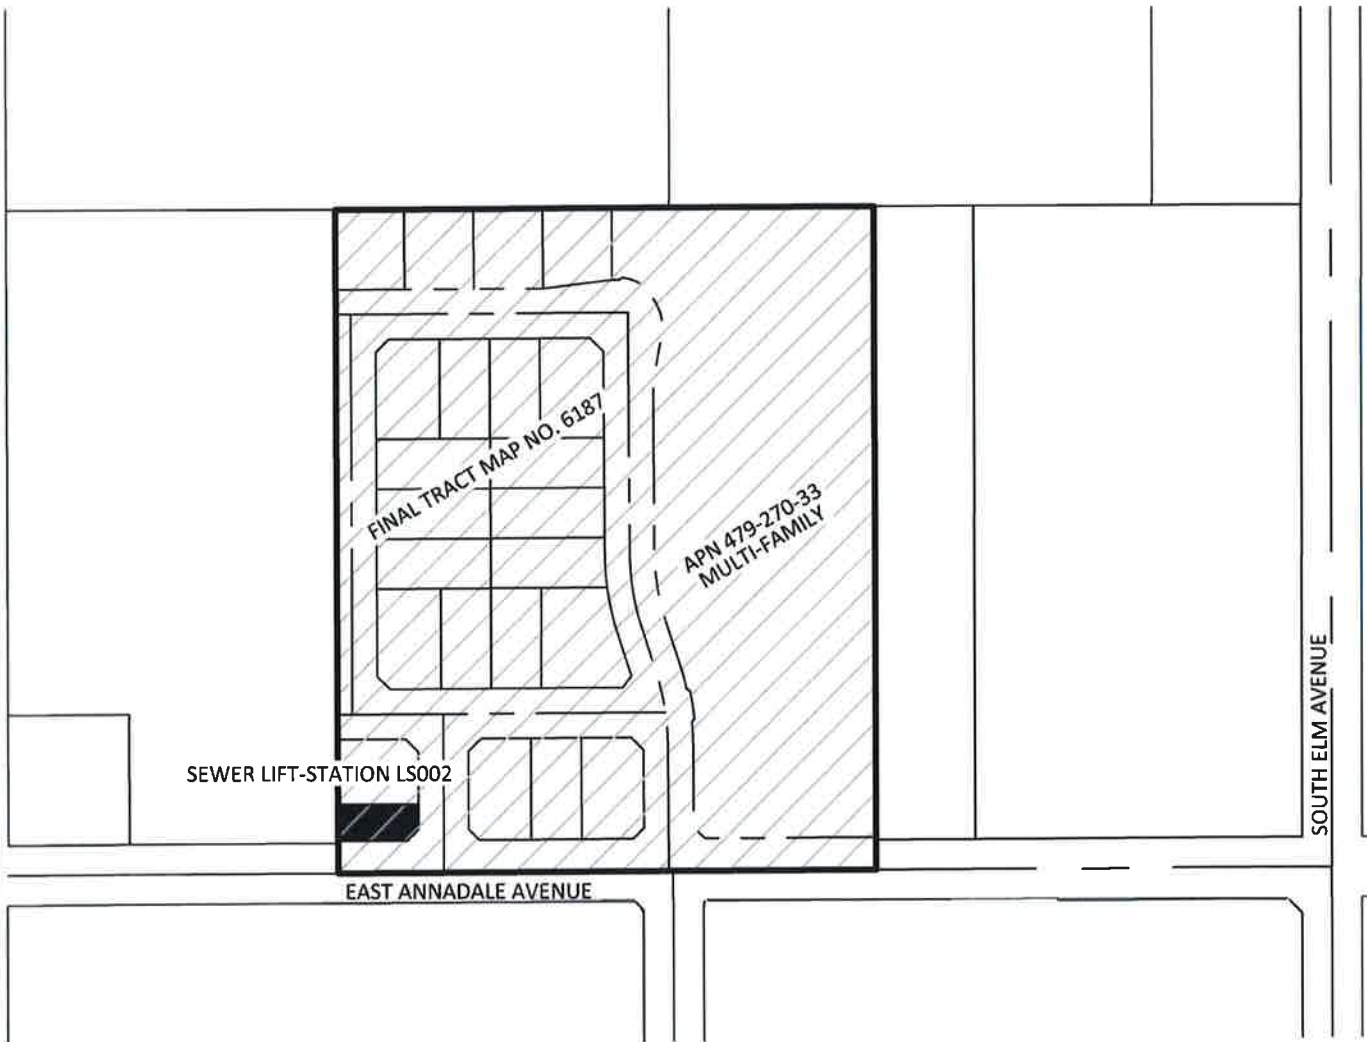 FINAL TRACT MAP NO. 6187
APN 479-270-33
MULTI-FAMILY
SOUTH ELM AVENUE
SEWER LIFT-STATION LS002
EAST ANNADALE AVENUE